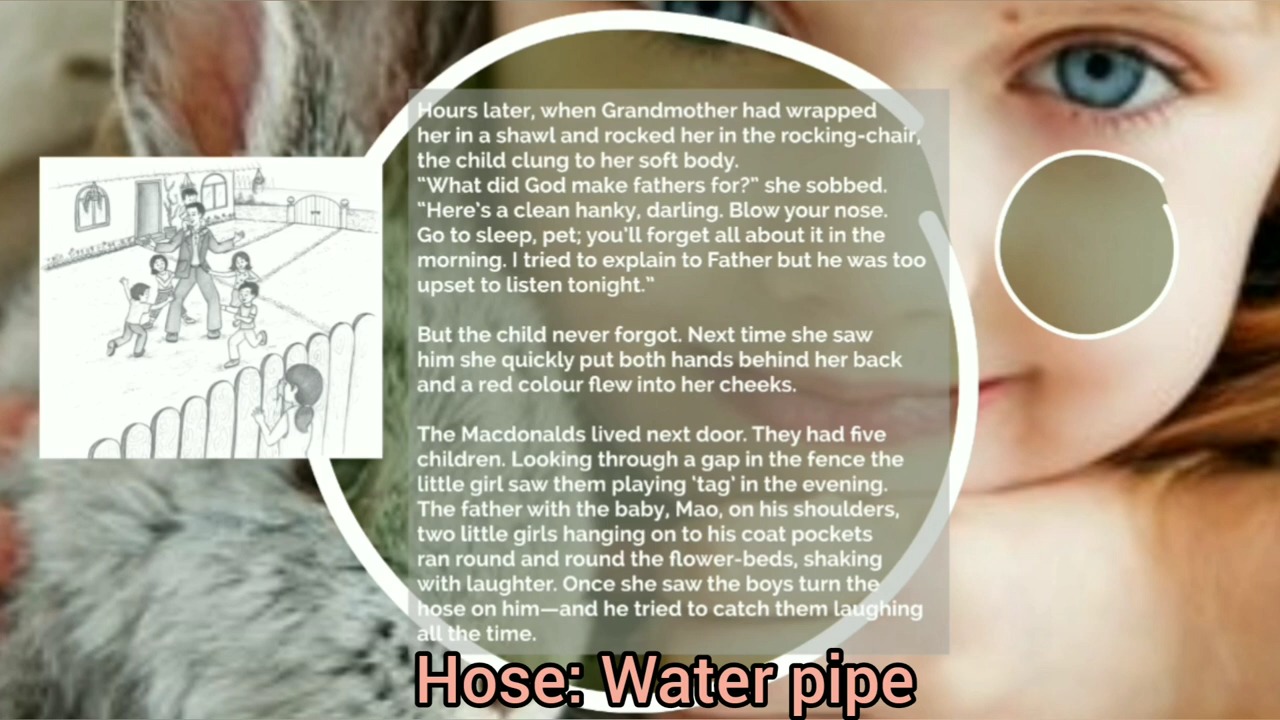 Hours later, when Grandmother had wrapped
her in a shawl and rocked her in the rocking-chair,
the child clung to her soft body.
“What did God make fathers for?” she sobbed.
“Here’s a clean hanky, darling. Blow your nose.
Go to sleep, pet; you’ll forget all about it in the
morning. I tried to explain to Father but he was too
upset to listen tonight.”
But the child never forgot. Next time she saw
him she quickly put both hands behind her back
and a red colour flew into her cheeks.
The Macdonalds lived next door. They had five
children. Looking through a gap in the fence the
little girl saw them playing ‘tag’ in the evening.
The father with the baby, Mao, on his shoulders,
two little girls hanging on to his coat pockets
ran round and round the flower-beds, shaking
with laughter. Once she saw the boys turn the
hose on him—and he tried to catch them laughing
all the time.
Hose: Water pipe